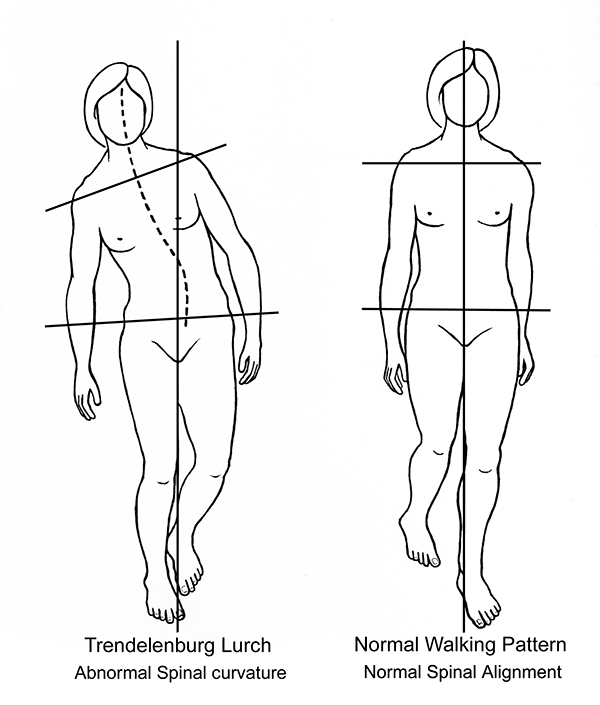 Trendelenburg Lurch
Abnormal Spinal curvature
Normal Walking Pattern
Normal Spinal Alignment